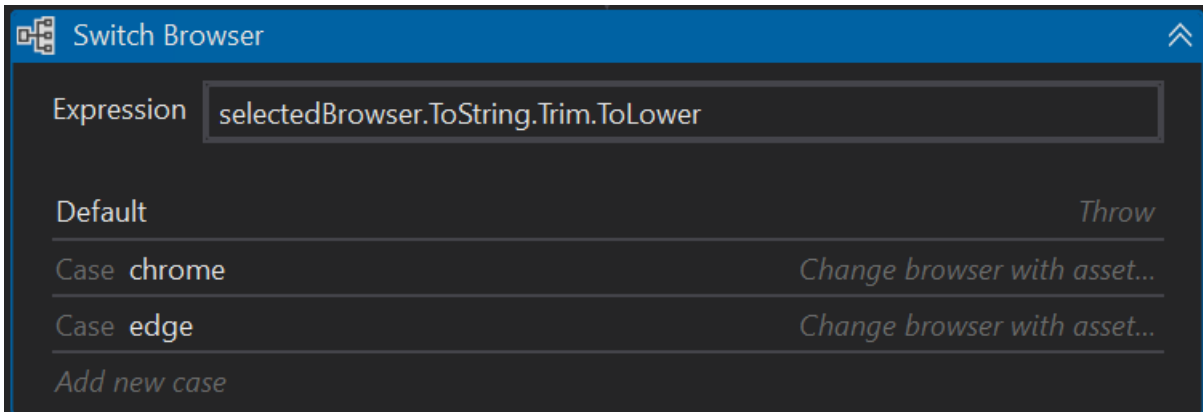 Switch Browser
Expression selectedBrowser.ToString.Trim.ToLower
Default Throw
Case chrome Change browser with asset...
Case edge Change browser with asset...
Add new case